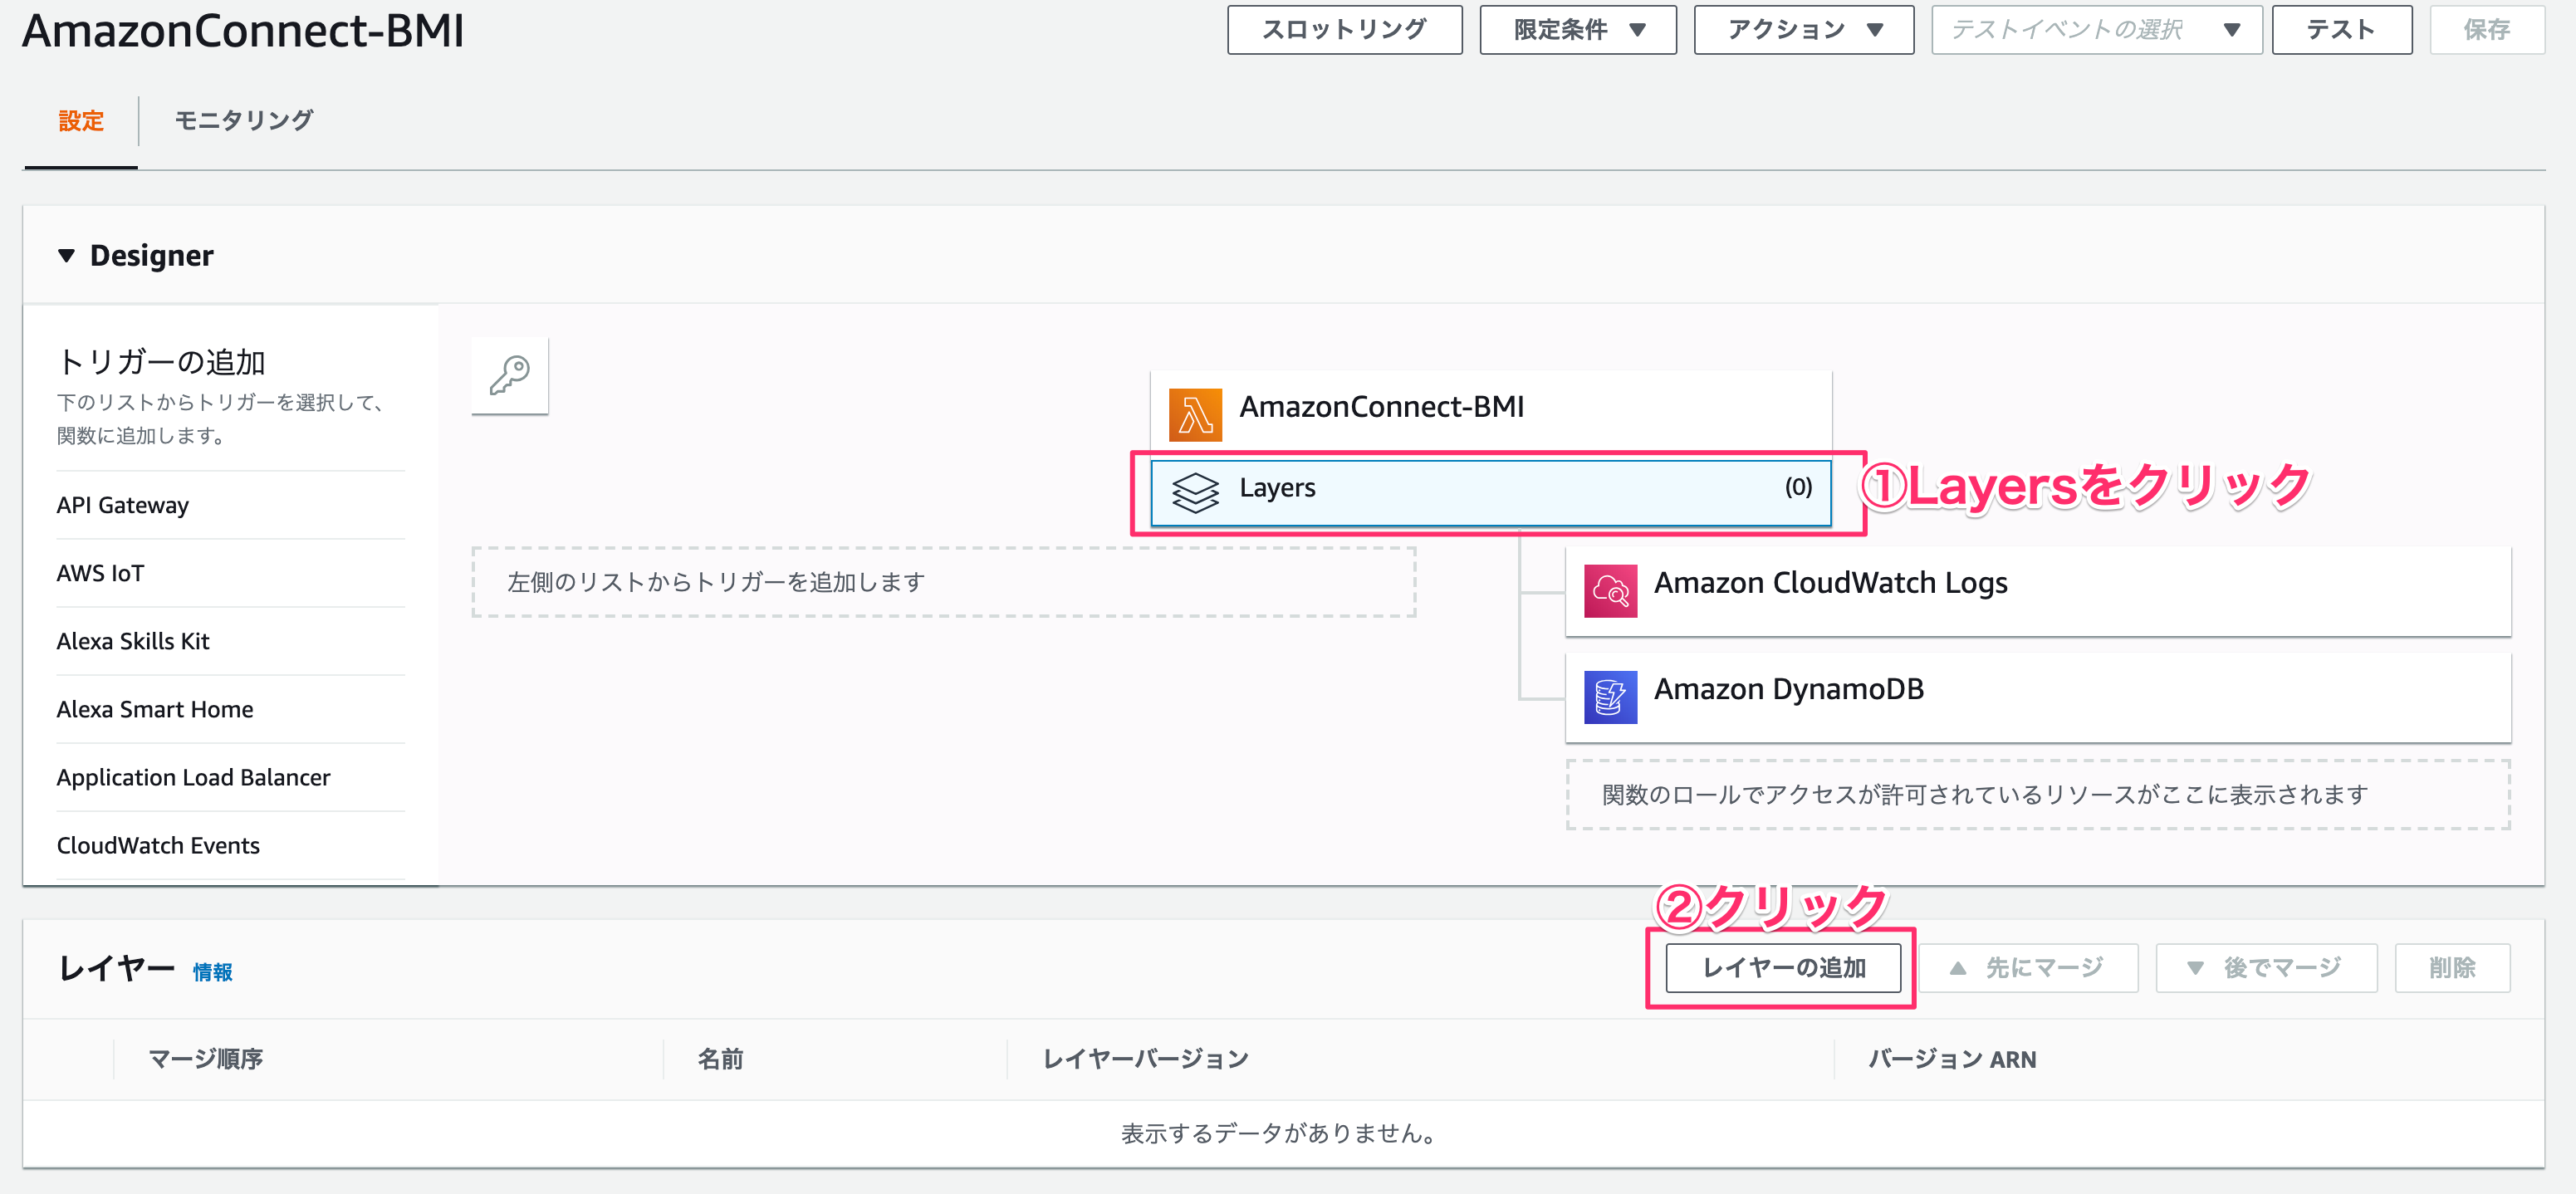 AmazonConnect-BMI
スロットリング
限定条件 ▼
アクション ▼
テストイベントの選択 ▼
テスト
保存
設定
モニタリング
▼ Designer
トリガーの追加
下のリストからトリガーを選択して、
関数に追加します。
API Gateway
AWS IoT
Alexa Skills Kit
Alexa Smart Home
Application Load Balancer
CloudWatch Events
AmazonConnect-BMI
Layers (0)
①Layersをクリック
左側のリストからトリガーを追加します
Amazon CloudWatch Logs
Amazon DynamoDB
関数のロールでアクセスが許可されているリソースがここに表示されます
②クリック
レイヤー 情報
レイヤーの追加
▲ 先にマージ
▼ 後でマージ
削除
マージ順序
名前
レイヤーバージョン
バージョン ARN
表示するデータがありません。